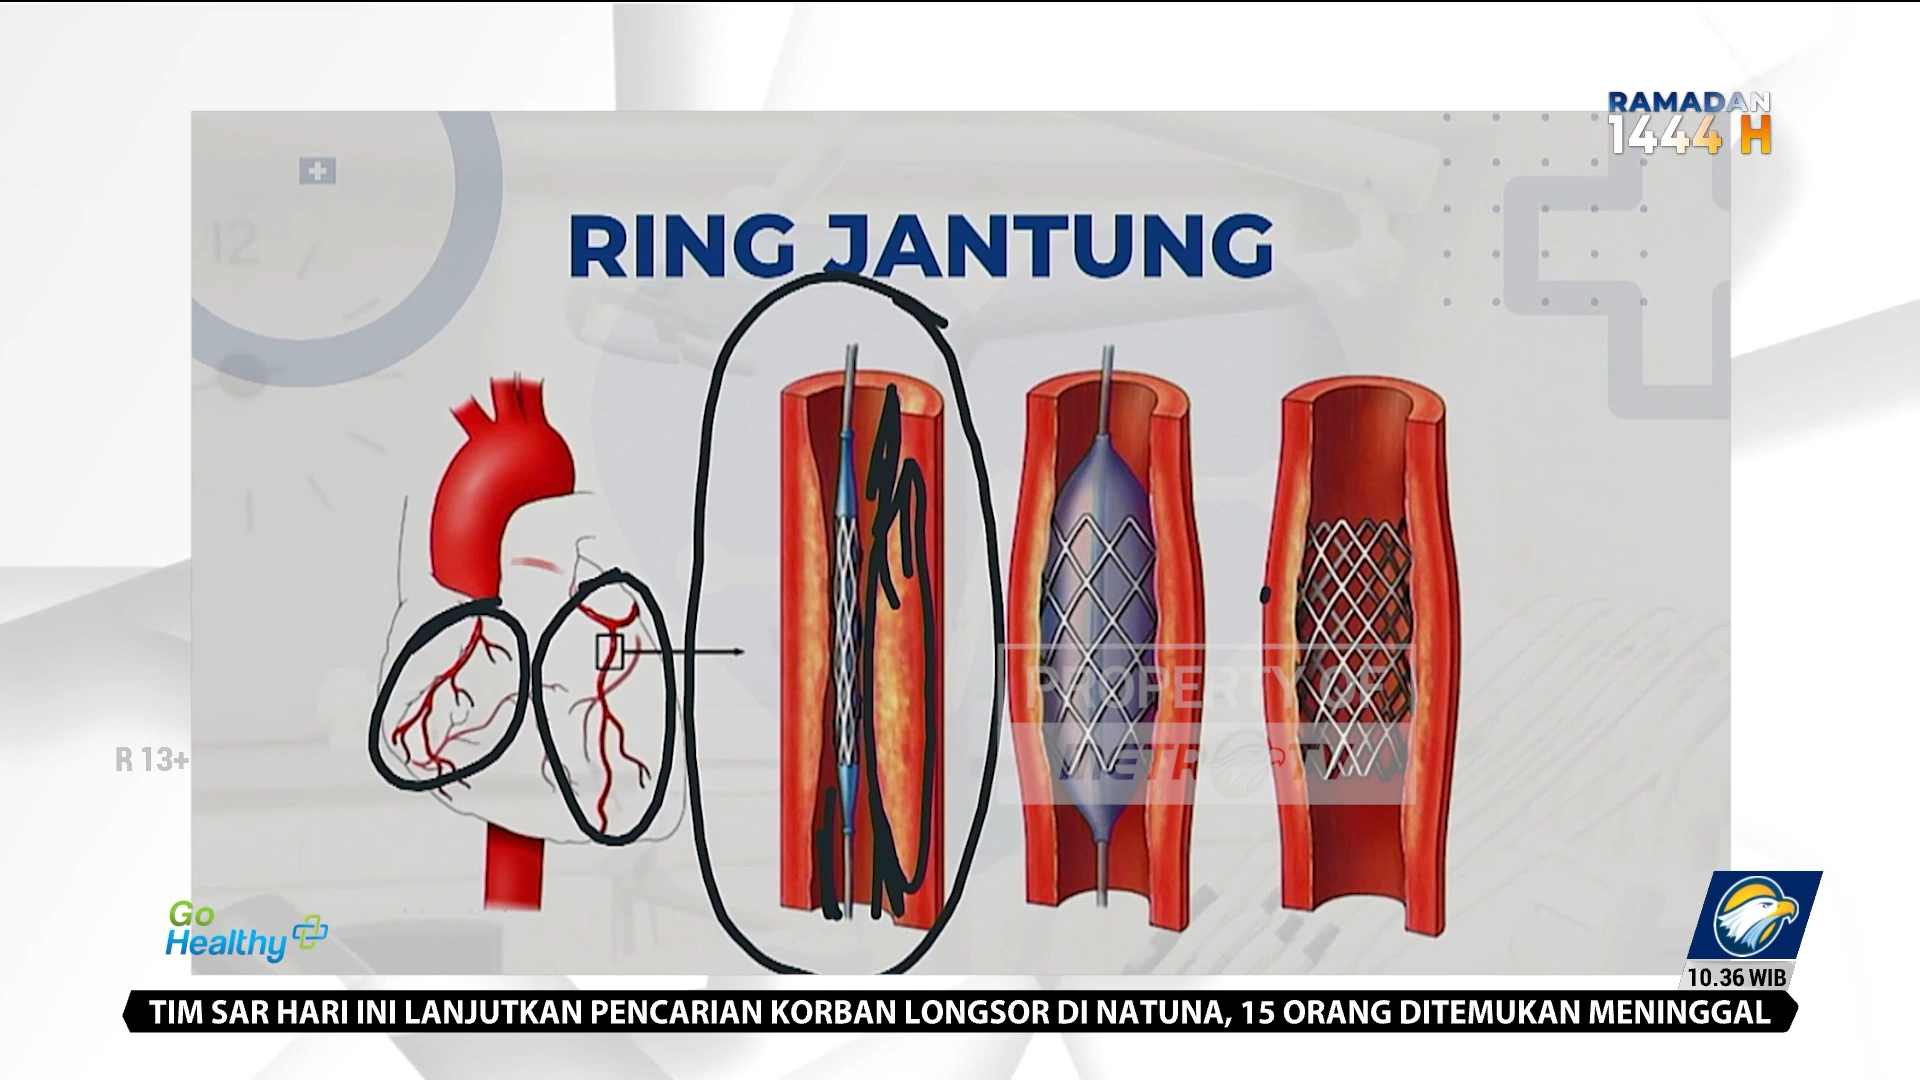 RAMADAN
1444 H
12
RING JANTUNG
PROPERTY OF
METRO TV
R 13+
Go
Healthy
10.36 WIB
TIM SAR HARI INI LANJUTKAN PENCARIAN KORBAN LONGSOR DI NATUNA, 15 ORANG DITEMUKAN MENINGGAL